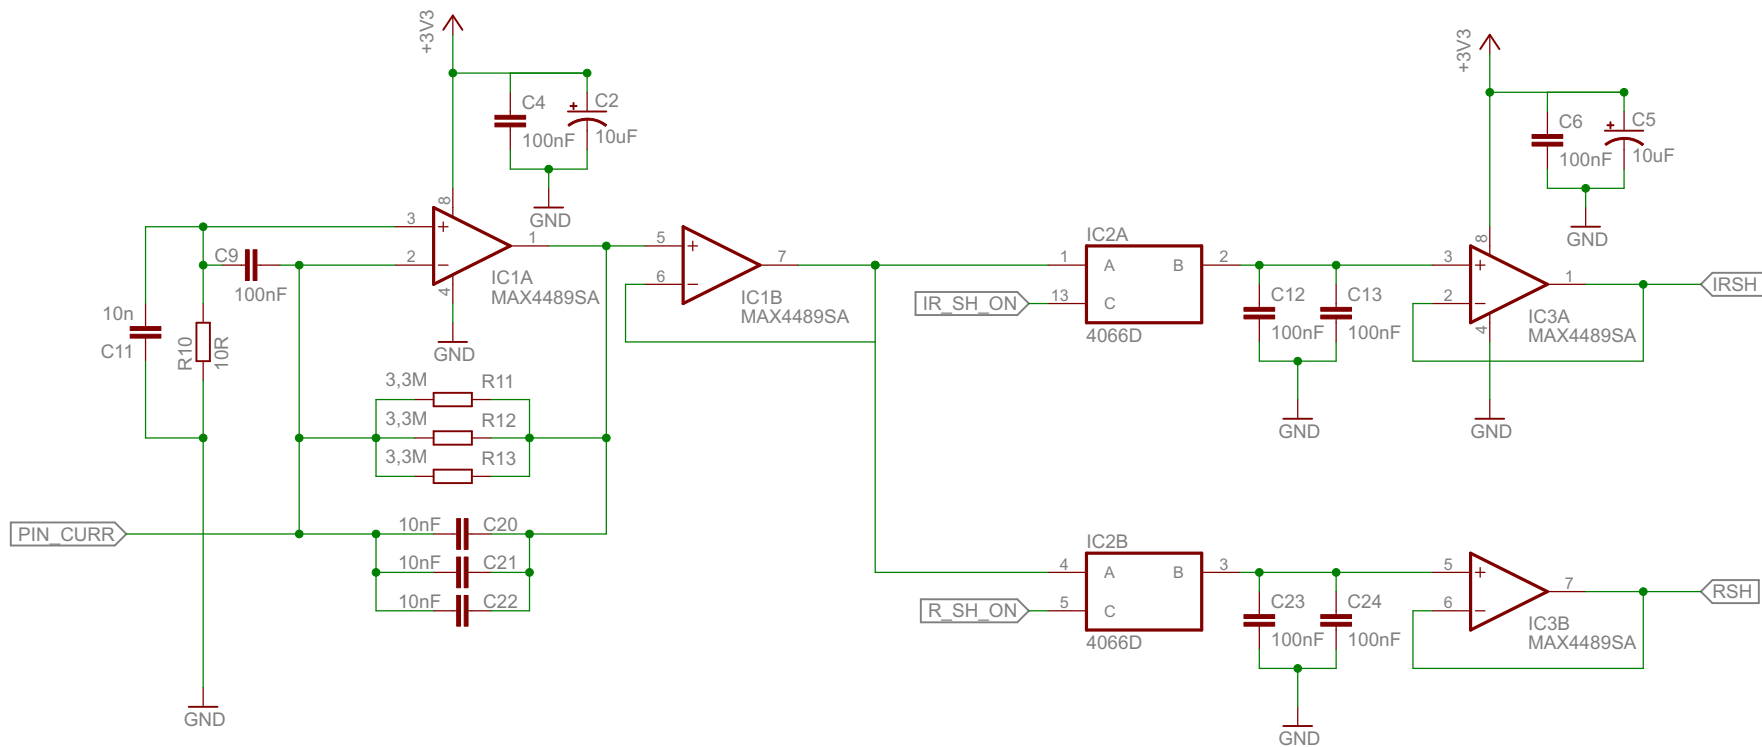 +3V3
C4
100nF
C2
10uF
GND
8
3
2
1
4
IC1A
MAX4489SA
GND
C9
100nF
10n
C11
R10
10R
3,3M
R11
3,3M
R12
3,3M
R13
PIN_CURR
10nF
C20
10nF
C21
10nF
C22
GND
5
6
7
IC1B
MAX4489SA
IC2A
1
A
B
2
IR_SH_ON
13
C
4066D
C12
100nF
C13
100nF
GND
+3V3
C6
100nF
C5
10uF
GND
8
3
2
1
4
IC3A
MAX4489SA
IRSH
GND
IC2B
4
A
B
3
R_SH_ON
5
C
4066D
C23
100nF
C24
100nF
GND
5
6
7
IC3B
MAX4489SA
RSH